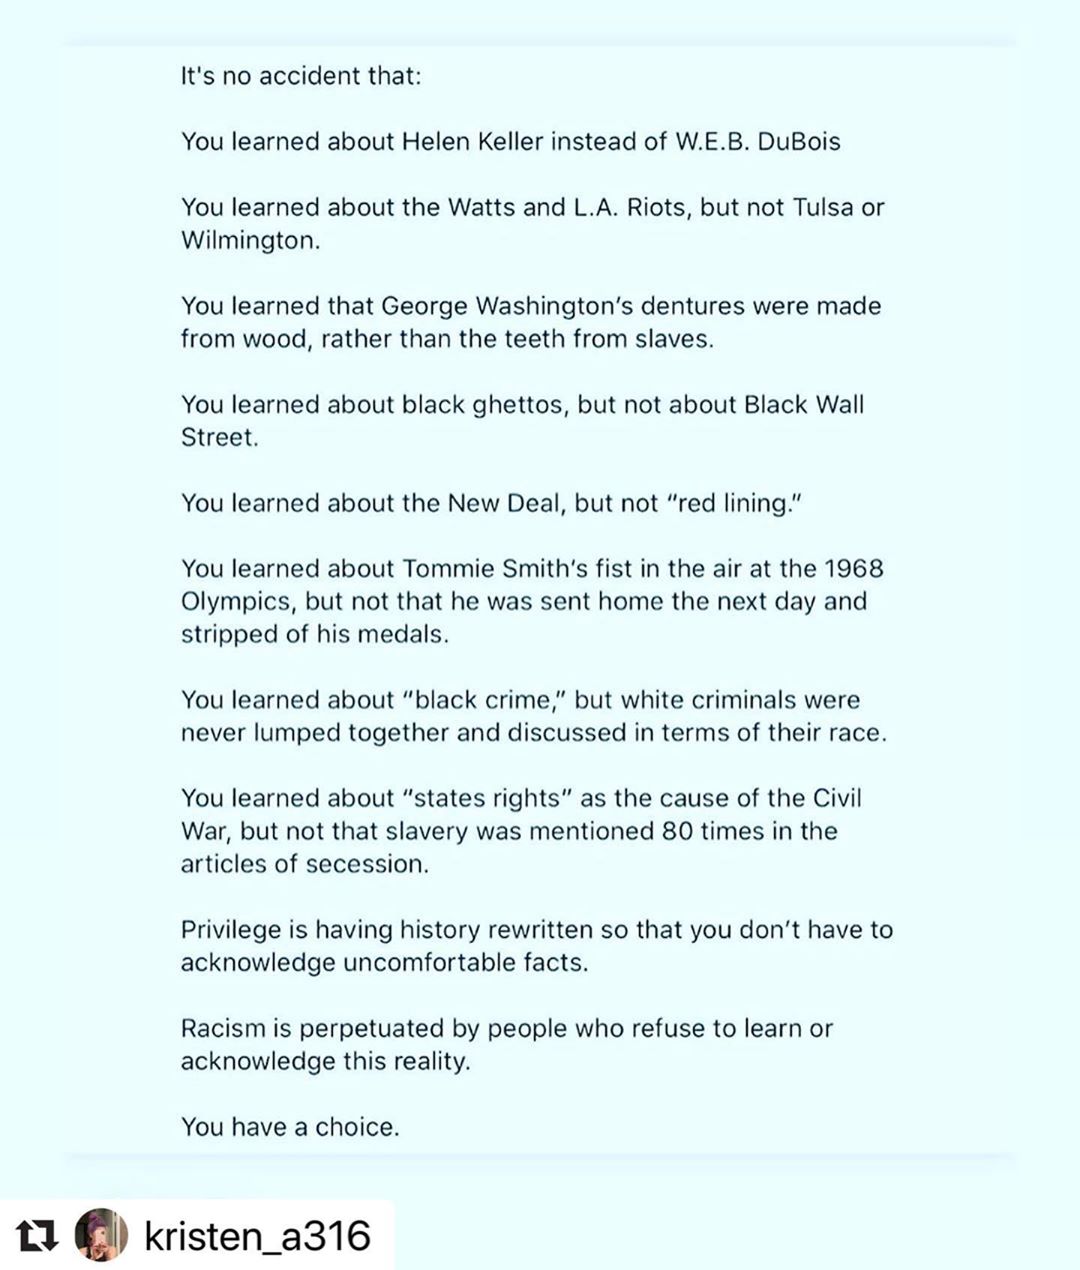 It's no accident that:
You learned about Helen Keller instead of W.E.B. DuBois
You learned about the Watts and L.A. Riots, but not Tulsa or
Wilmington.
You learned that George Washington’s dentures were made
from wood, rather than the teeth from slaves.
You learned about black ghettos, but not about Black Wall
Street.
You learned about the New Deal, but not “red lining.”
You learned about Tommie Smith’s fist in the air at the 1968
Olympics, but not that he was sent home the next day and
stripped of his medals.
You learned about “black crime,” but white criminals were
never lumped together and discussed in terms of their race.
You learned about “states rights” as the cause of the Civil
War, but not that slavery was mentioned 80 times in the
articles of secession.
Privilege is having history rewritten so that you don’t have to
acknowledge uncomfortable facts.
Racism is perpetuated by people who refuse to learn or
acknowledge this reality.
You have a choice.
kristen_a316